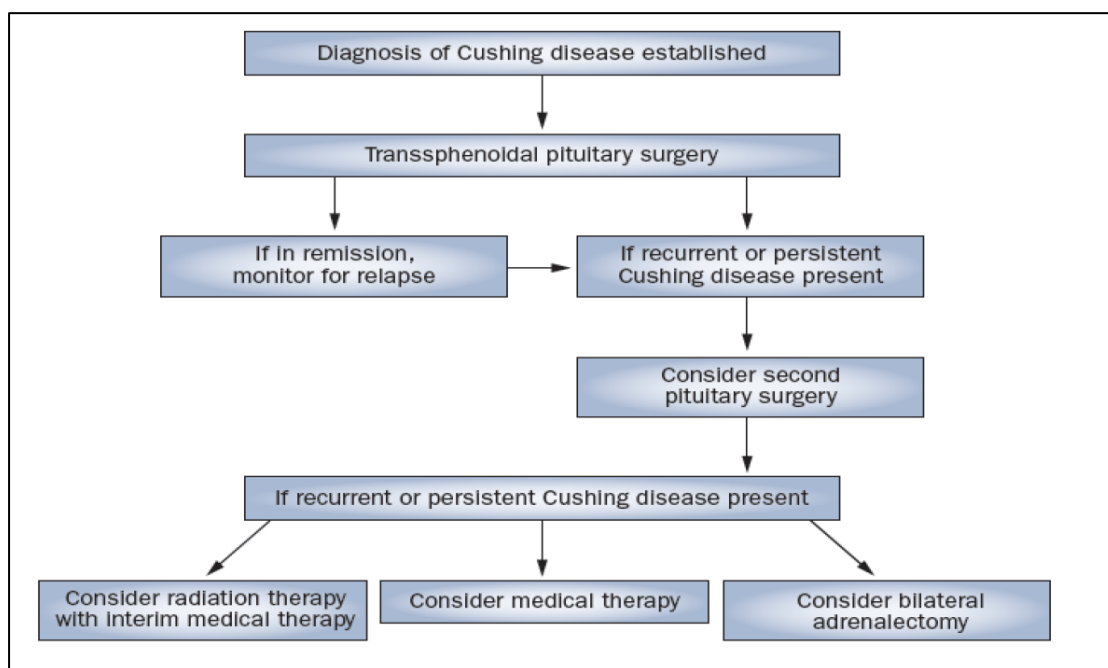 Diagnosis of Cushing disease established
Transsphenoidal pituitary surgery
If in remission,
monitor for relapse
If recurrent or persistent
Cushing disease present
Consider second
pituitary surgery
If recurrent or persistent Cushing disease present
Consider radiation therapy
with interim medical therapy
Consider medical therapy
Consider bilateral
adrenalectomy